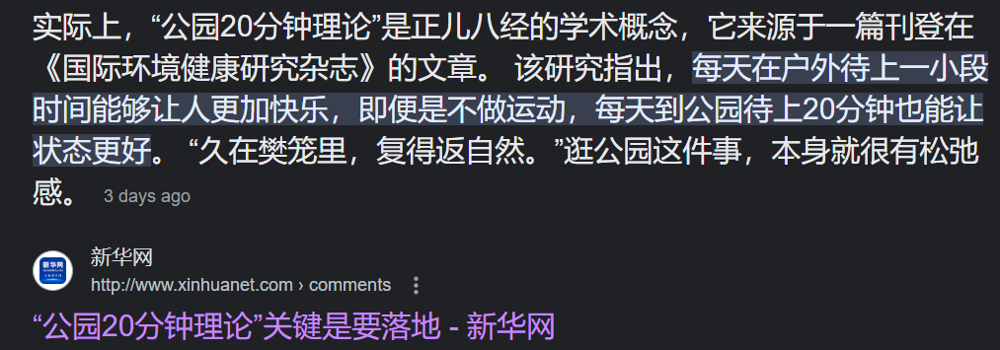 实际上，“公园20分钟理论”是正儿八经的学术概念，它来源于一篇刊登在
《国际环境健康研究杂志》的文章。 该研究指出，每天在户外待上一小段
时间能够让人更加快乐，即便是不做运动，每天到公园待上20分钟也能让
状态更好。 “久在樊笼里，复得返自然。”逛公园这件事，本身就很有松弛
感。 3 days ago
新华网
新华网
http://www.xinhuanet.com › comments
“公园20分钟理论”关键是要落地 - 新华网